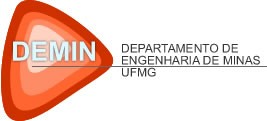 DEMIN
DEPARTAMENTO DE
ENGENHARIA DE MINAS
UFMG